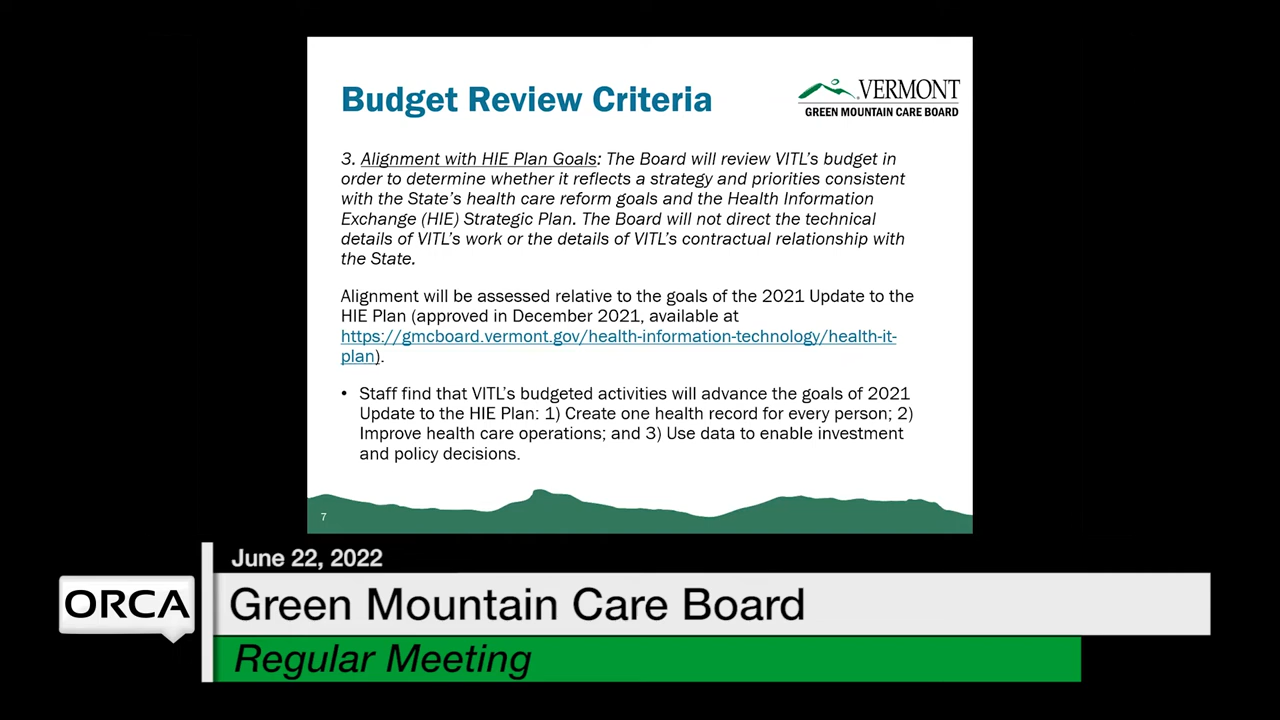 Budget Review Criteria
VERMONT
GREEN MOUNTAIN CARE BOARD
3. Alignment with HIE Plan Goals: The Board will review VITL's budget in
order to determine whether it reflects a strategy and priorities consistent
with the State's health care reform goals and the Health Information
Exchange (HIE) Strategic Plan. The Board will not direct the technical
details of VITL's work or the details of VITL's contractual relationship with
the State.
Alignment will be assessed relative to the goals of the 2021 Update to the
HIE Plan (approved in December 2021, available at
https://gmcboard.vermont.gov/health-information-technology/health-it-
plan).
• Staff find that VITL's budgeted activities will advance the goals of 2021
Update to the HIE Plan: 1) Create one health record for every person; 2)
Improve health care operations; and 3) Use data to enable investment
and policy decisions.
7
June 22, 2022
ORCA
Green Mountain Care Board
Regular Meeting